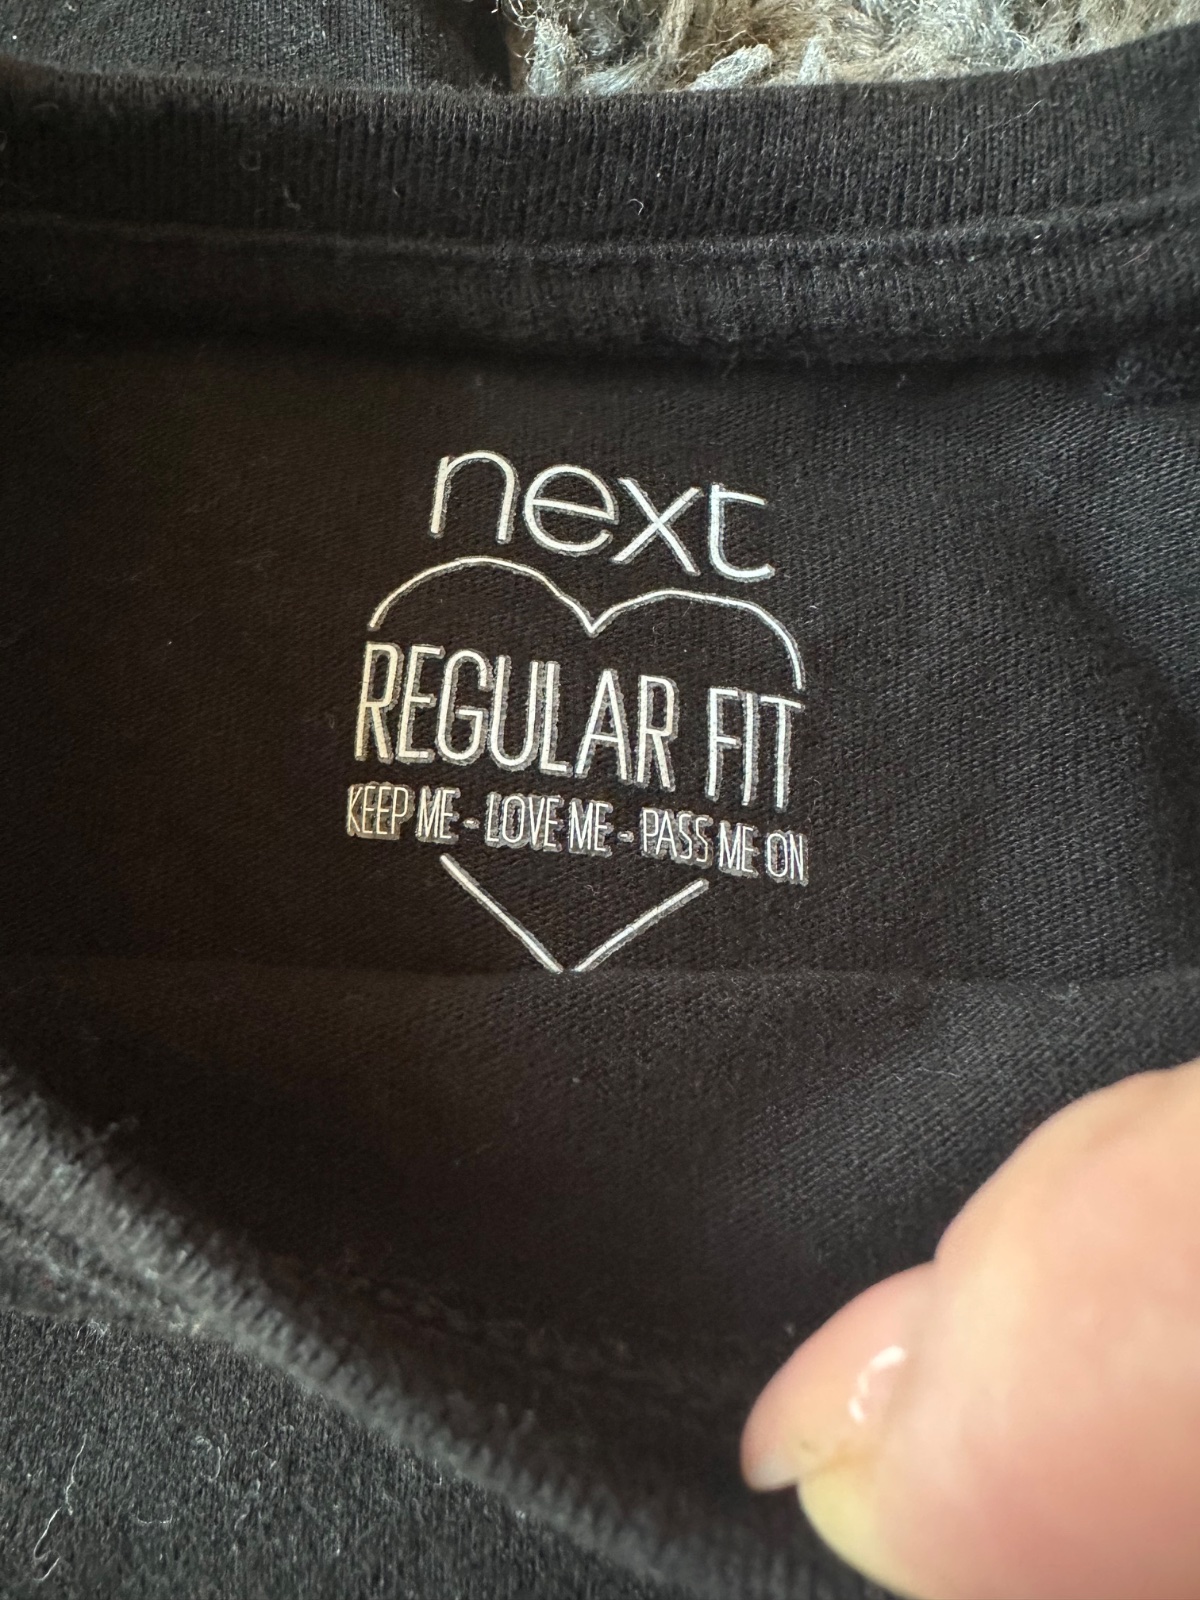 next
REGULAR FIT
KEEP ME - LOVE ME - PASS ME ON